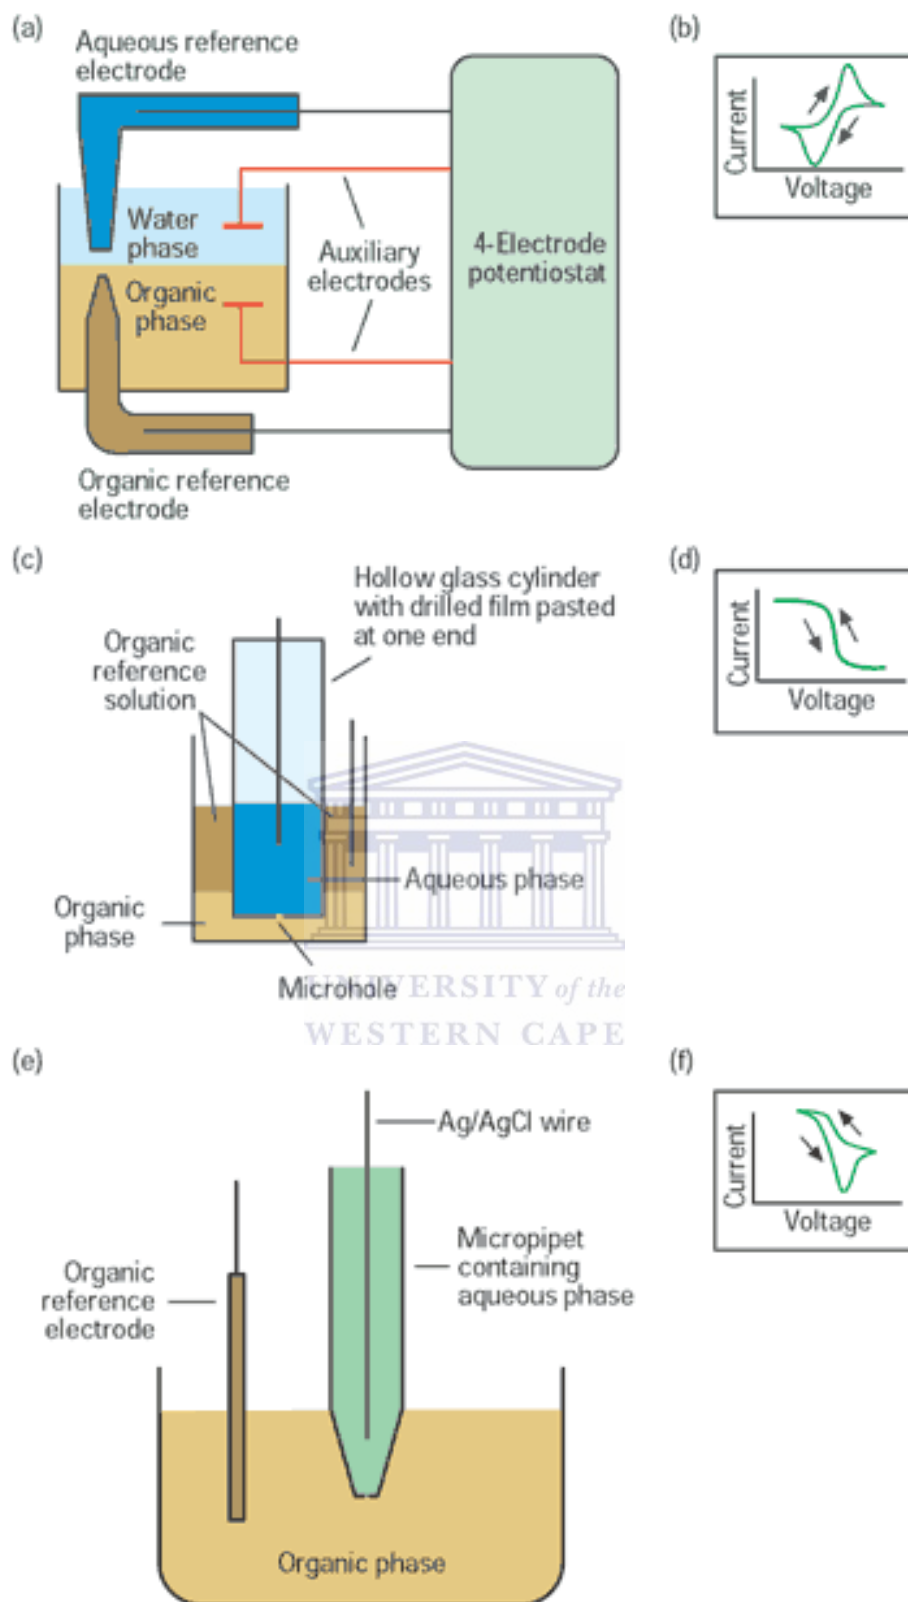 (a)
Aqueous reference
electrode
Water
phase
Organic
phase
Auxiliary
electrodes
4-Electrode
potentiostat
Organic reference
electrode
(b)
Current
Voltage
(c)
Hollow glass cylinder
with drilled film pasted
at one end
Organic
reference
solution
Aqueous phase
Organic
phase
Microhole
UNIVERSITY of the
WESTERN CAPE
(d)
Current
Voltage
(e)
Ag/AgCl wire
Micropipet
containing
aqueous phase
Organic
reference
electrode
Organic phase
(f)
Current
Voltage